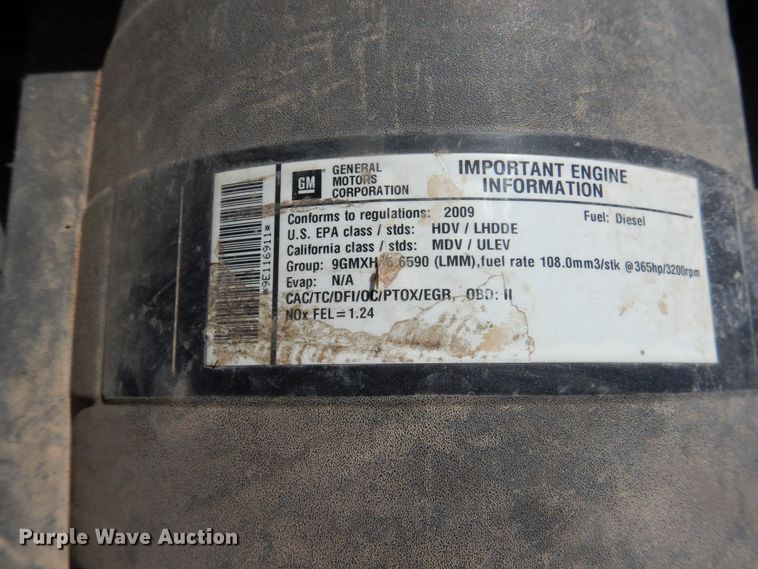 GM
GENERAL
MOTORS
CORPORATION
IMPORTANT ENGINE
INFORMATION
*9E116911*
Conforms to regulations: 2009 Fuel: Diesel
U.S. EPA class / stds: HDV / LHDDE
California class / stds: MDV / ULEV
Group: 9GMXH 6.6590 (LMM),fuel rate 108.0mm3/stk @365hp/3200rpm
Evap: N/A
CAC/TC/DFI/OC/PTOX/EGR, OBD: II
NOx FEL=1.24
Purple Wave Auction